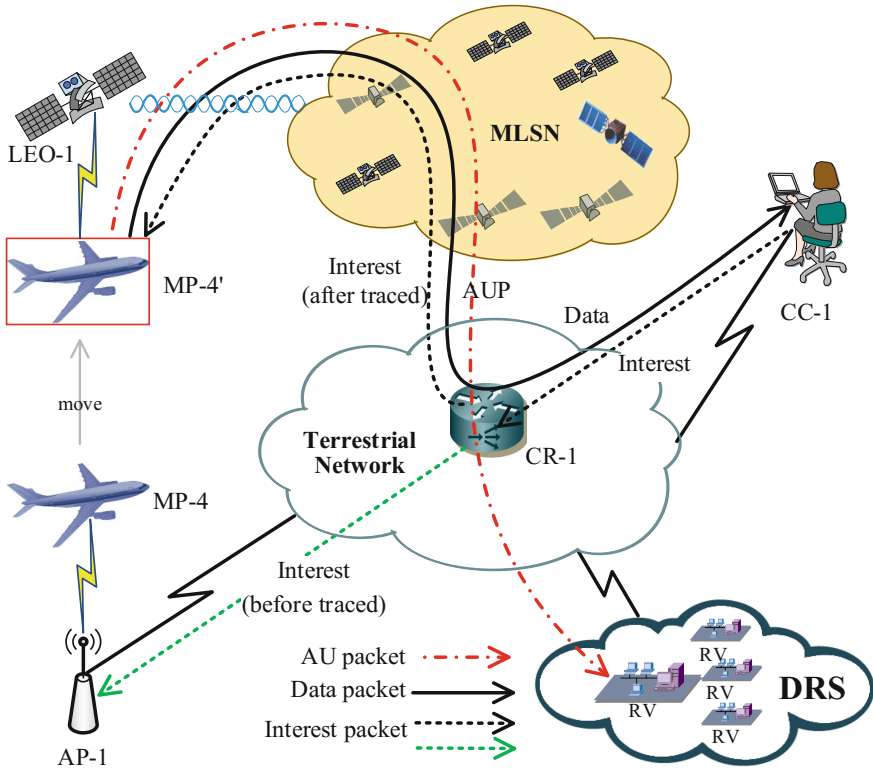 MLSN
LEO-1
MP-4'
Interest
(after traced)
AUP
Data
CC-1
Interest
move
Terrestrial
Network
CR-1
MP-4
Interest
(before traced)
AP-1
AU packet
Data packet
Interest packet
RV
RV
RV
RV
DRS